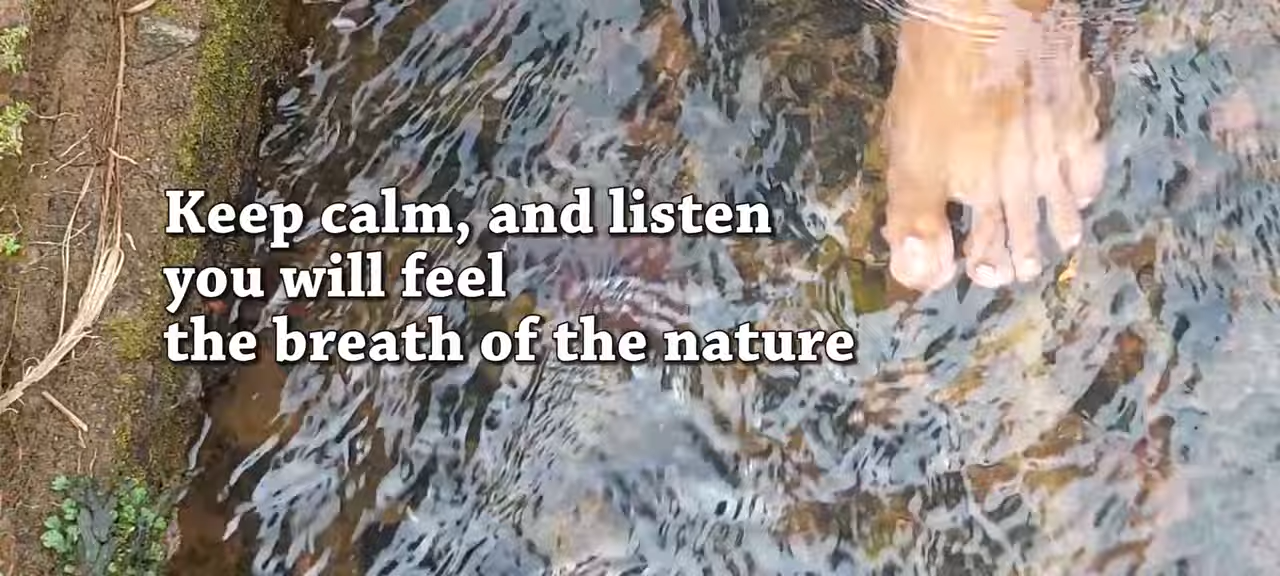 Keep calm, and listen
you will feel
the breath of the nature